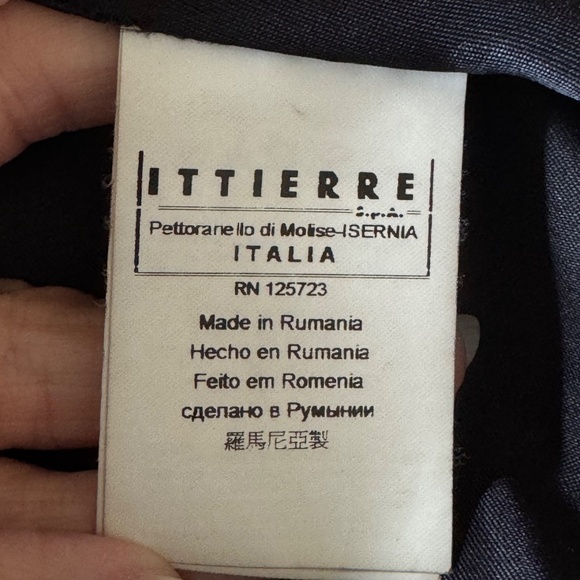 ITTIERRE
S.p.A.
Pettoranello di Molise-ISERNIA
ITALIA
RN 125723
Made in Rumania
Hecho en Rumania
Feito em Romenia
сделано в Румынии
羅馬尼亞製